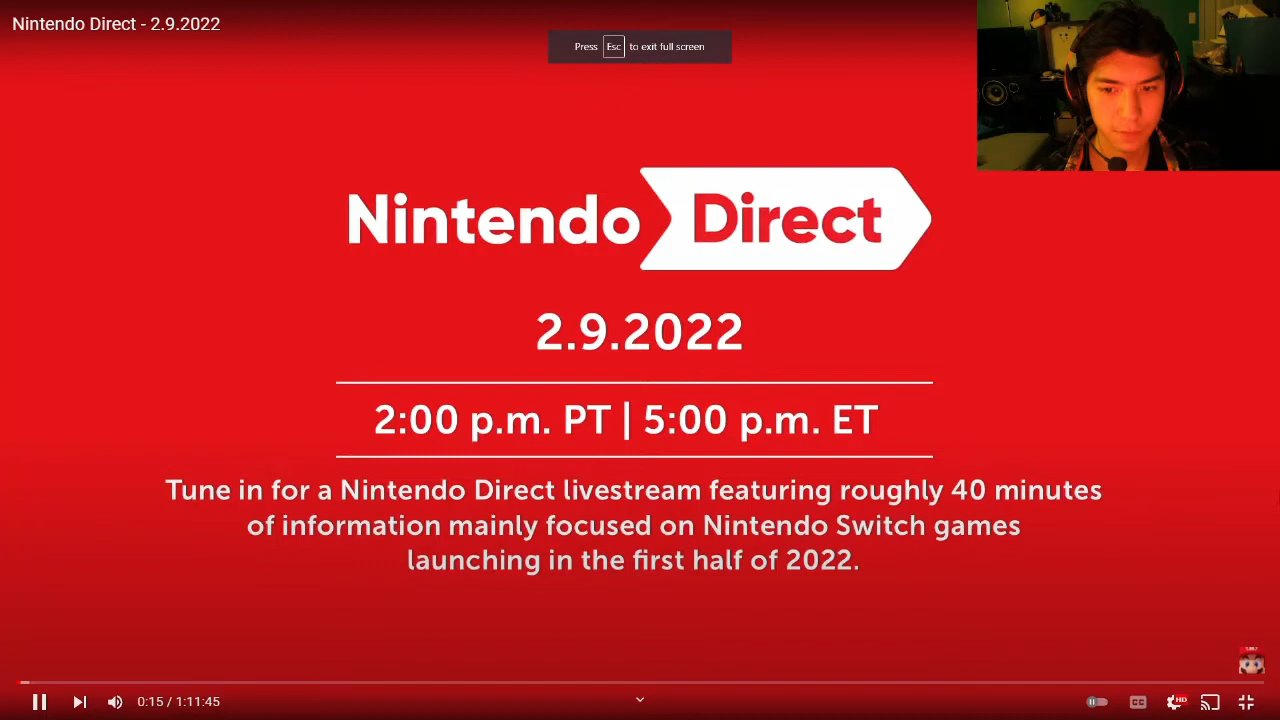 Nintendo Direct - 2.9.2022
Press Esc to exit full screen
Nintendo Direct
2.9.2022
2:00 p.m. PT | 5:00 p.m. ET
Tune in for a Nintendo Direct livestream featuring roughly 40 minutes
of information mainly focused on Nintendo Switch games
launching in the first half of 2022.
0:15 / 1:11:45
CC
HD